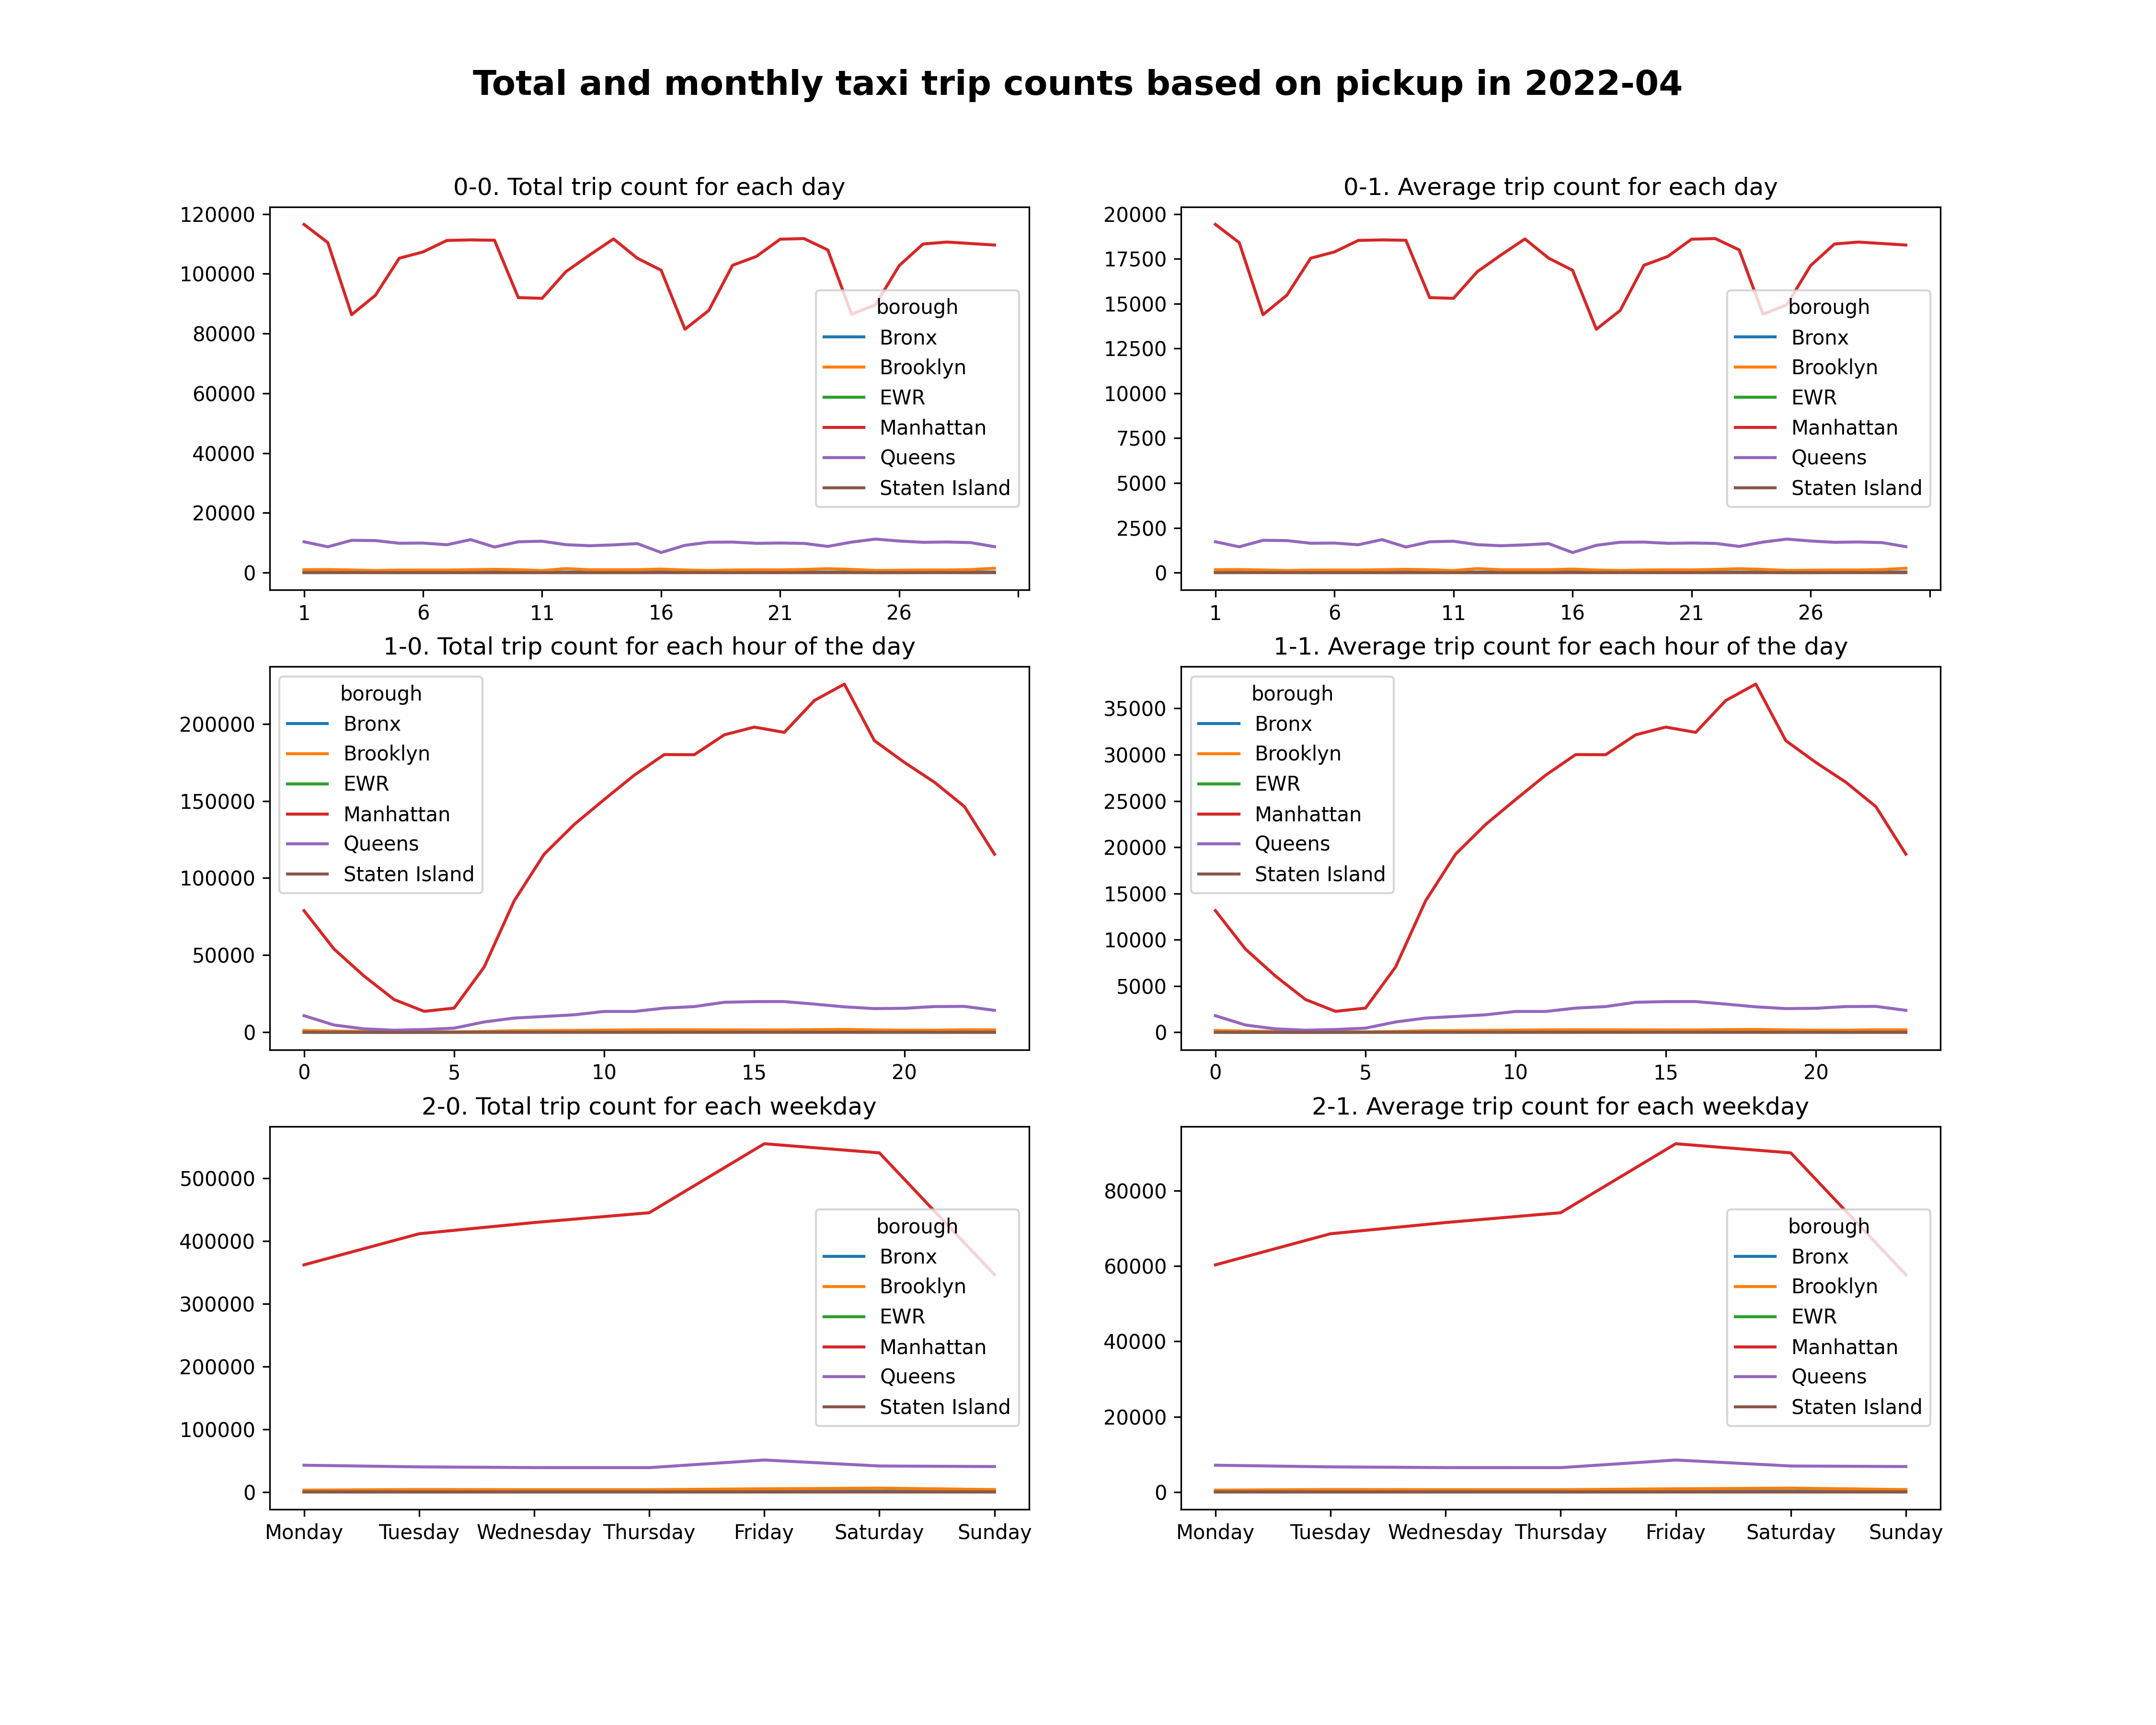 Total and monthly taxi trip counts based on pickup in 2022-04
0-0. Total trip count for each day
120000
100000
80000
60000
40000
20000
0
borough
Bronx
Brooklyn
EWR
Manhattan
Queens
Staten Island
1 6 11 16 21 26
0-1. Average trip count for each day
20000
17500
15000
12500
10000
7500
5000
2500
0
borough
Bronx
Brooklyn
EWR
Manhattan
Queens
Staten Island
1 6 11 16 21 26
1-0. Total trip count for each hour of the day
200000
150000
100000
50000
0
borough
Bronx
Brooklyn
EWR
Manhattan
Queens
Staten Island
0 5 10 15 20
1-1. Average trip count for each hour of the day
35000
30000
25000
20000
15000
10000
5000
0
borough
Bronx
Brooklyn
EWR
Manhattan
Queens
Staten Island
0 5 10 15 20
2-0. Total trip count for each weekday
500000
400000
300000
200000
100000
0
borough
Bronx
Brooklyn
EWR
Manhattan
Queens
Staten Island
Monday Tuesday Wednesday Thursday Friday Saturday Sunday
2-1. Average trip count for each weekday
80000
60000
40000
20000
0
borough
Bronx
Brooklyn
EWR
Manhattan
Queens
Staten Island
Monday Tuesday Wednesday Thursday Friday Saturday Sunday